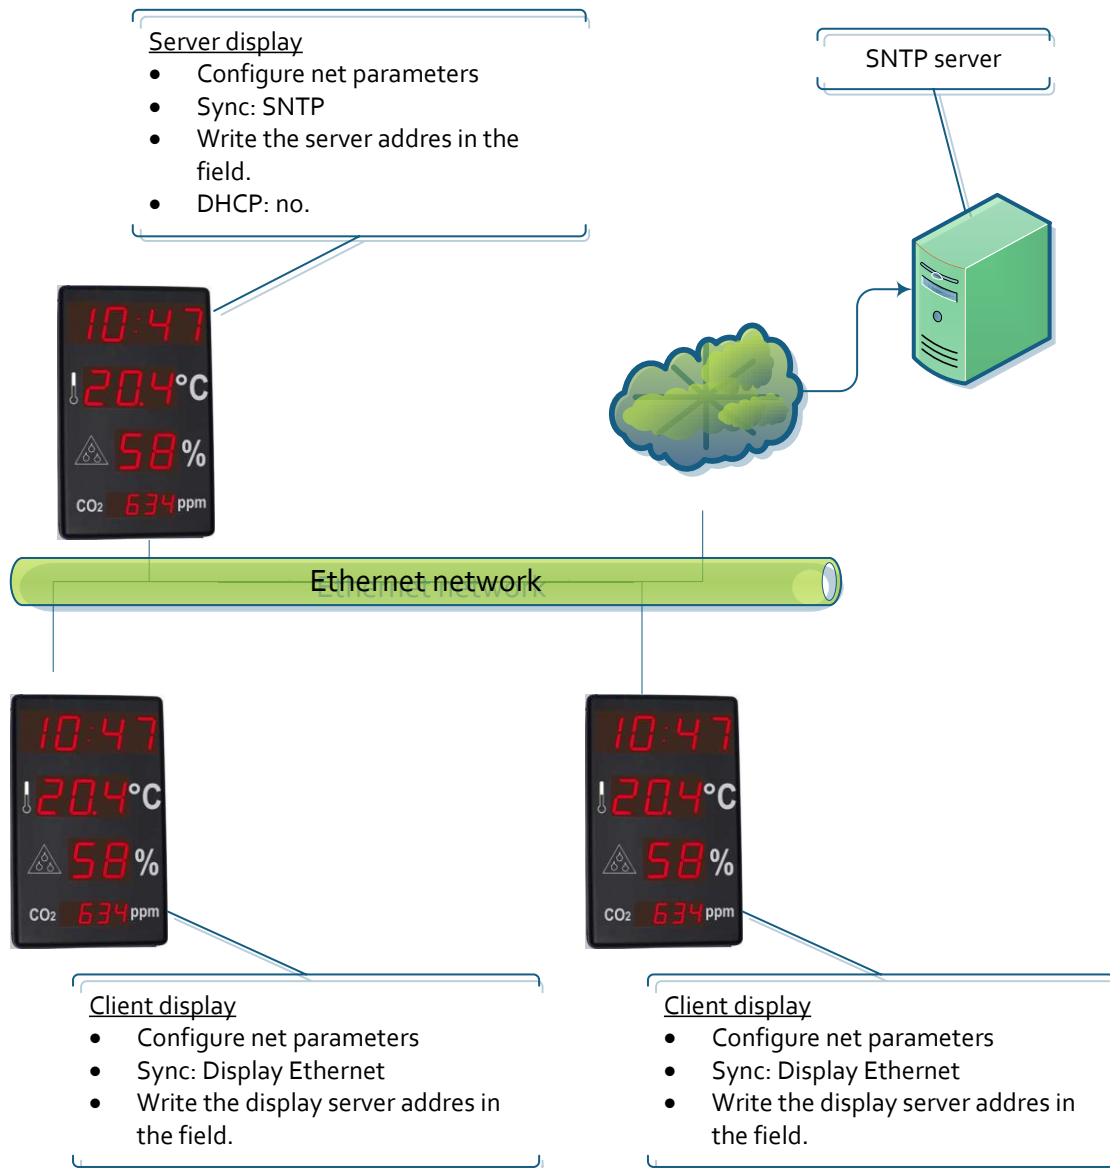 Server display
• Configure net parameters
• Sync: SNTP
• Write the server addres in the
field.
• DHCP: no.
SNTP server
10:47
20.4°C
58%
CO2 634 ppm
Ethernet network
10:47
20.4°C
58%
CO2 634 ppm
10:47
20.4°C
58%
CO2 634 ppm
Client display
• Configure net parameters
• Sync: Display Ethernet
• Write the display server addres in
the field.
Client display
• Configure net parameters
• Sync: Display Ethernet
• Write the display server addres in
the field.